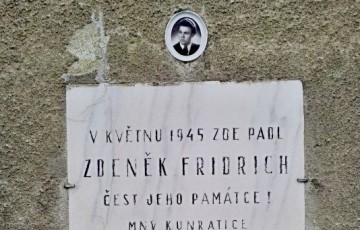 V KVĚTNU 1945 ZDE PADL
ZDENĚK FRIDRICH
ČEST JEHO PAMÁTCE!
MNV KUNRATICE